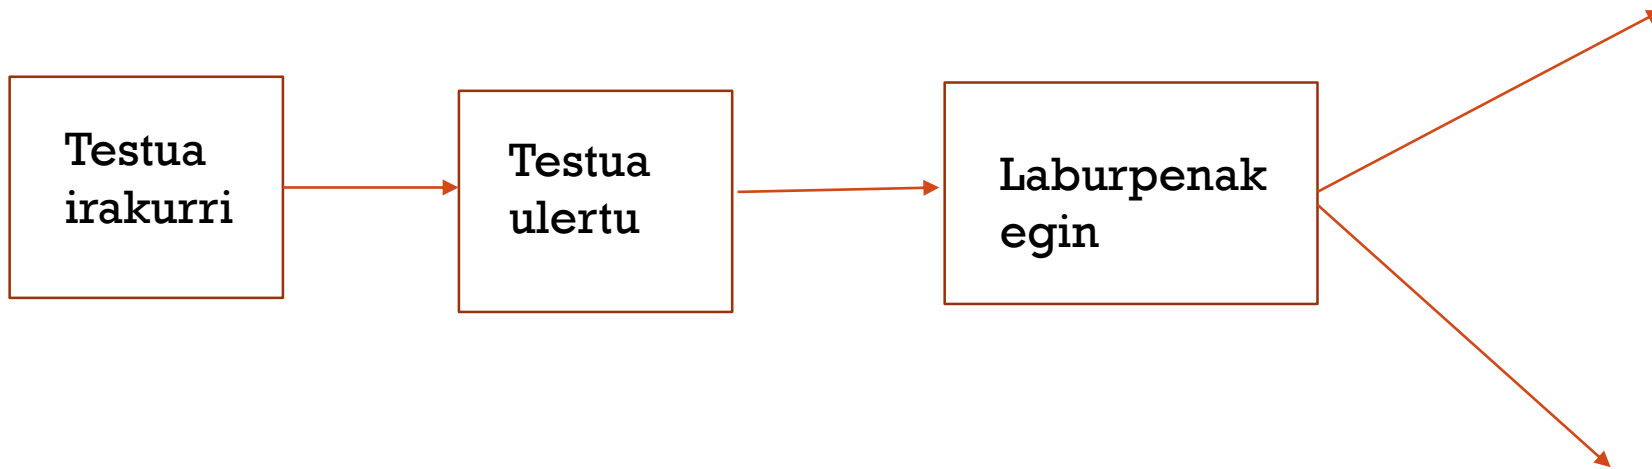 Testua
irakurri
Testua
ulertu
Laburpenak
egin